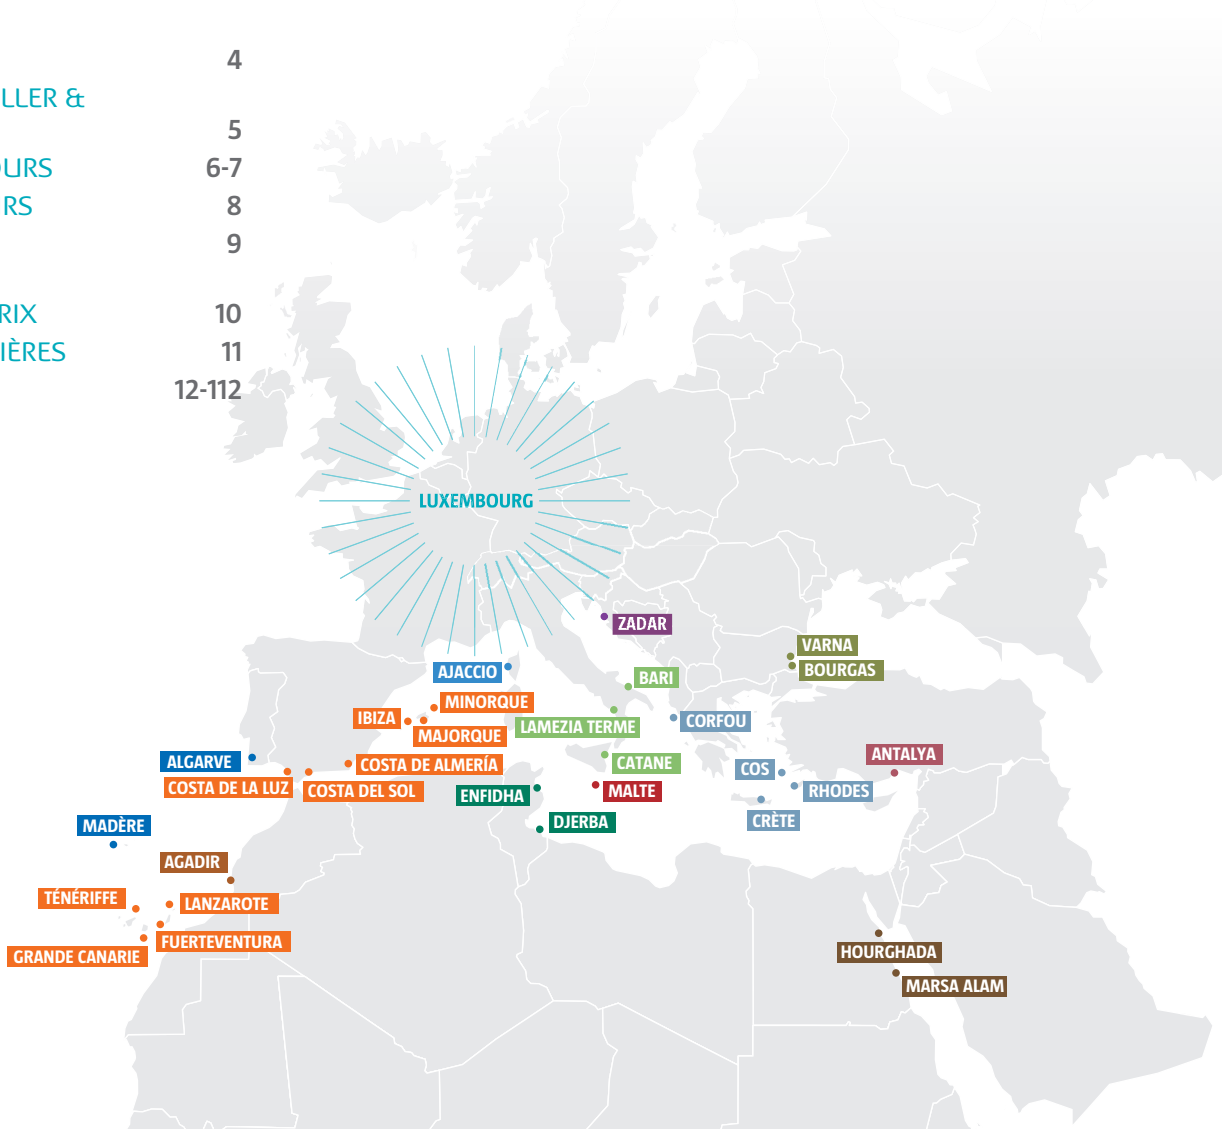 4
LLER &
5
OURS 6-7
RS 8
9
RIX 10
IÈRES 11
12-112
LUXEMBOURG
ZADAR
VARNA
BOURGAS
AJACCIO
BARI
MINORQUE
IBIZA
MAJORQUE
LAMEZIA TERME
CORFOU
ALGARVE
COSTA DE ALMERÍA
CATANE
COS
ANTALYA
COSTA DE LA LUZ
COSTA DEL SOL
ENFIDHA
MALTE
RHODES
MADÈRE
DJERBA
CRÈTE
AGADIR
TÉNÉRIFFE
LANZAROTE
FUERTEVENTURA
GRANDE CANARIE
HOURGHADA
MARSA ALAM